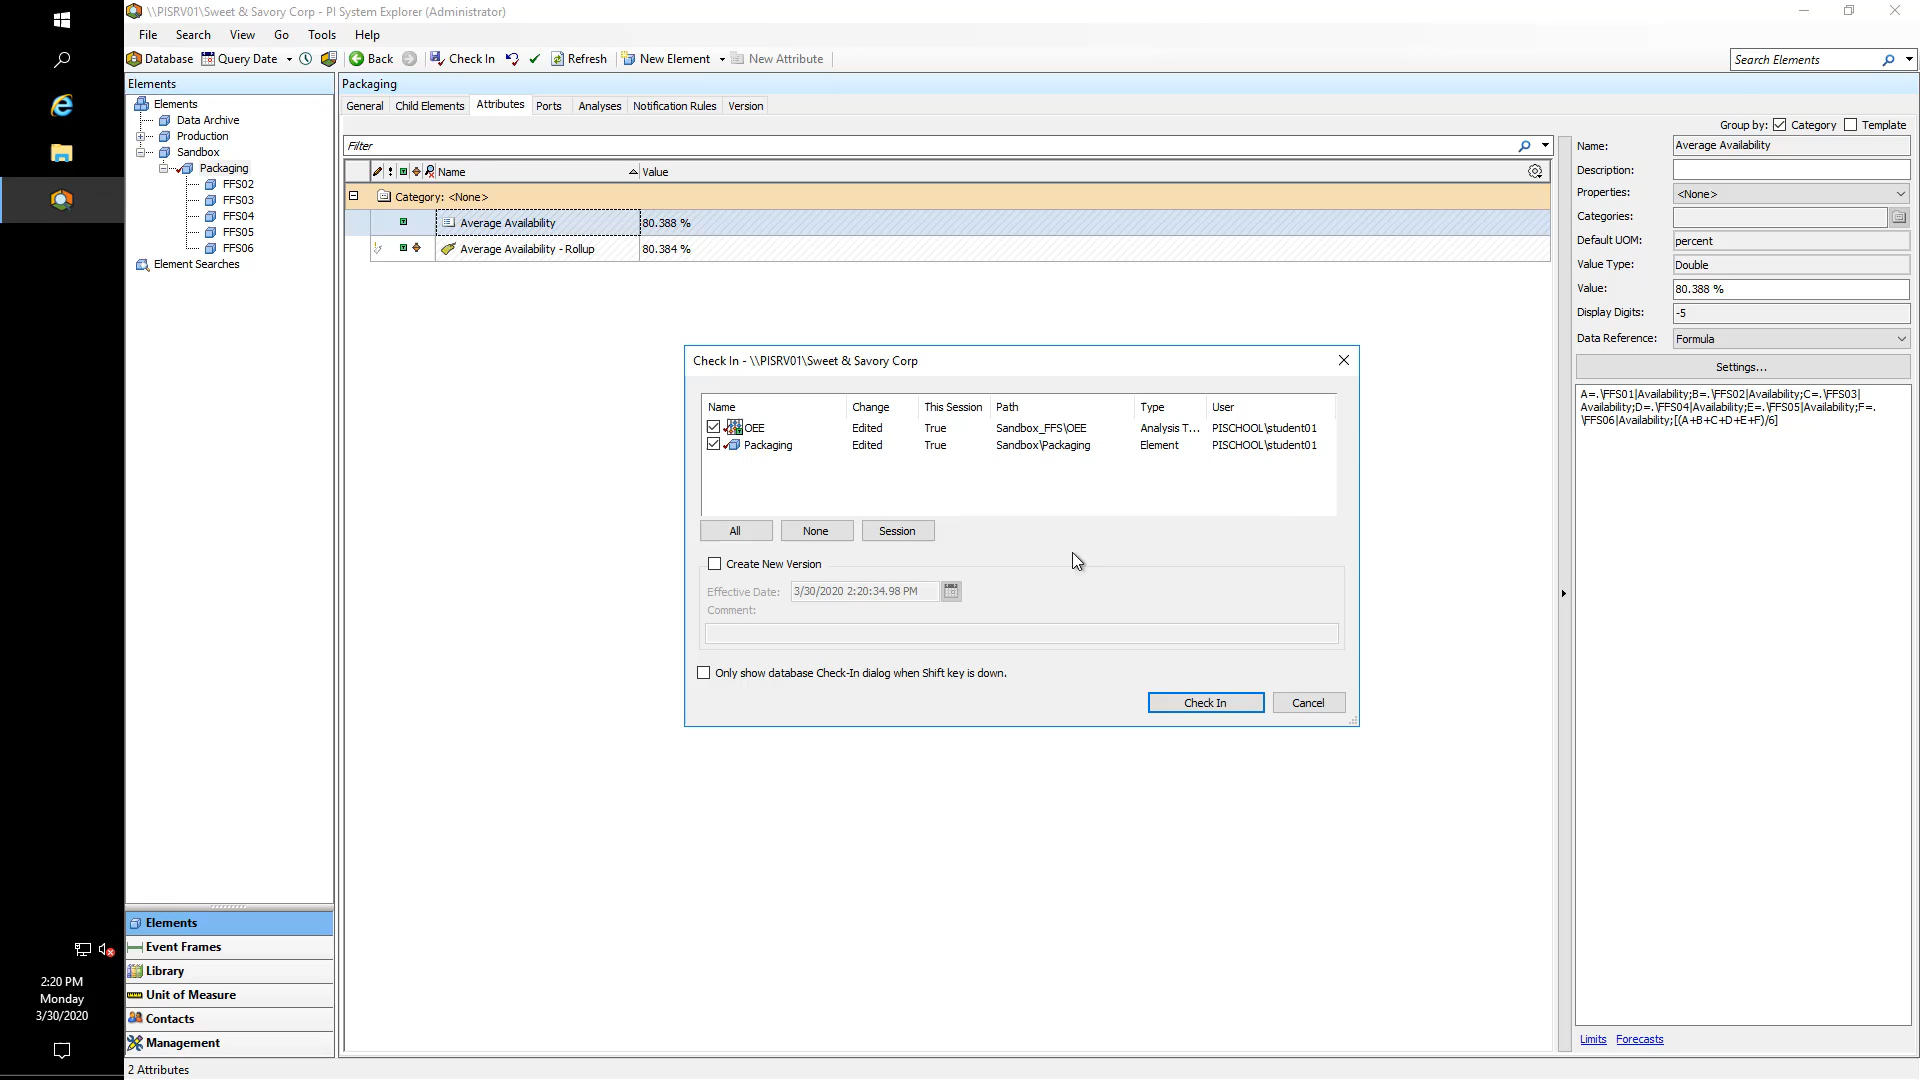 \\PISRV01\Sweet & Savory Corp - PI System Explorer (Administrator)
File Search View Go Tools Help
Database Query Date Back Check In Refresh New Element New Attribute
Search Elements
Elements
Elements
Data Archive
Production
Sandbox
Packaging
FFS02
FFS03
FFS04
FFS05
FFS06
Element Searches
Packaging
General Child Elements Attributes Ports Analyses Notification Rules Version
Group by: Category Template
Filter
Name Value
Category: <None>
Average Availability 80.388 %
Average Availability - Rollup 80.384 %
Name: Average Availability
Description:
Properties: <None>
Categories:
Default UOM: percent
Value Type: Double
Value: 80.388 %
Display Digits: -5
Data Reference: Formula
Settings...
A=.\FFS01|Availability;B=.\FFS02|Availability;C=.\FFS03|
Availability;D=.\FFS04|Availability;E=.\FFS05|Availability;F=.
\FFS06|Availability;[(A+B+C+D+E+F)/6]
Limits Forecasts
Check In - \\PISRV01\Sweet & Savory Corp
Name Change This Session Path Type User
OEE Edited True Sandbox_FFS\OEE Analysis T... PISCHOOL\student01
Packaging Edited True Sandbox\Packaging Element PISCHOOL\student01
All None Session
Create New Version
Effective Date: 3/30/2020 2:20:34.98 PM
Comment:
Only show database Check-In dialog when Shift key is down.
Check In Cancel
Elements
Event Frames
Library
Unit of Measure
Contacts
Management
2 Attributes
2:20 PM
Monday
3/30/2020